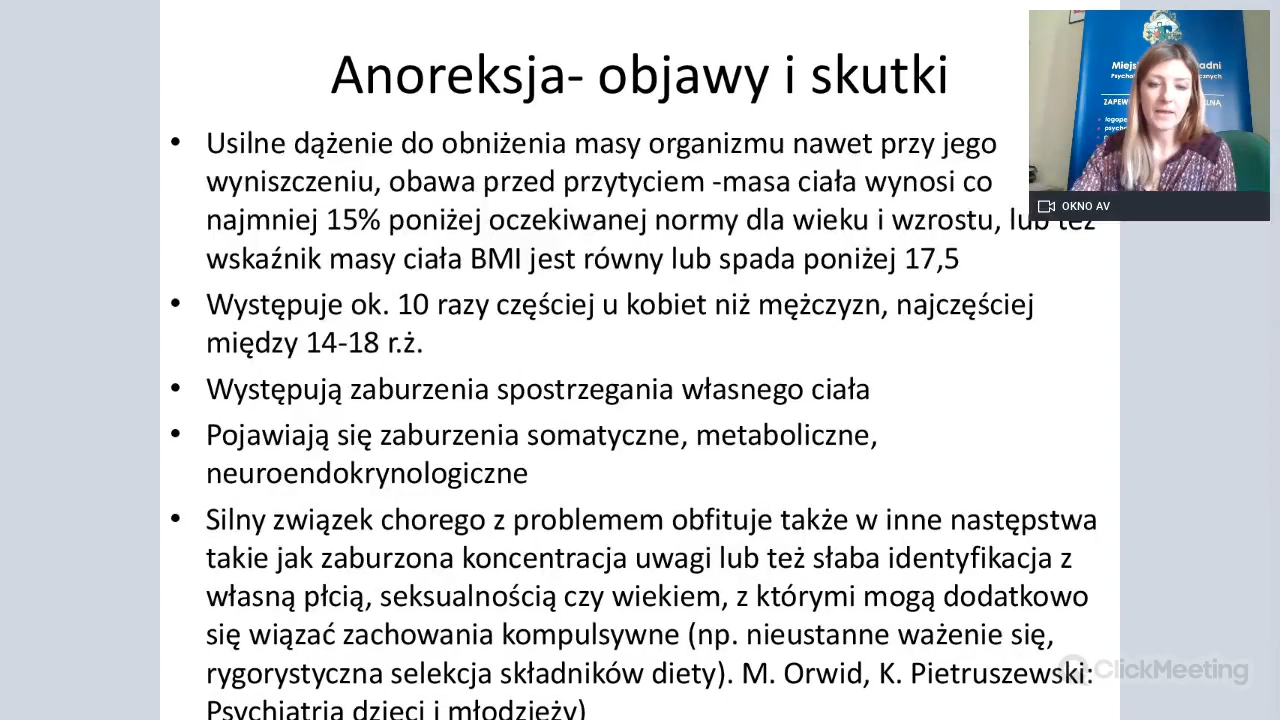 Anoreksja- objawy i skutki
• Usilne dążenie do obniżenia masy organizmu nawet przy jego
wyniszczeniu, obawa przed przytyciem -masa ciała wynosi co
najmniej 15% poniżej oczekiwanej normy dla wieku i wzrostu, lub też
wskaźnik masy ciała BMI jest równy lub spada poniżej 17,5
• Występuje ok. 10 razy częściej u kobiet niż mężczyzn, najczęściej
między 14-18 r.ż.
• Występują zaburzenia spostrzegania własnego ciała
• Pojawiają się zaburzenia somatyczne, metaboliczne,
neuroendokrynologiczne
• Silny związek chorego z problemem obfituje także w inne następstwa
takie jak zaburzona koncentracja uwagi lub też słaba identyfikacja z
własną płcią, seksualnością czy wiekiem, z którymi mogą dodatkowo
się wiązać zachowania kompulsywne (np. nieustanne ważenie się,
rygorystyczna selekcja składników diety). M. Orwid, K. Pietruszewski:
Psychiatria dzieci i młodzieży)
OKNO AV
ClickMeeting